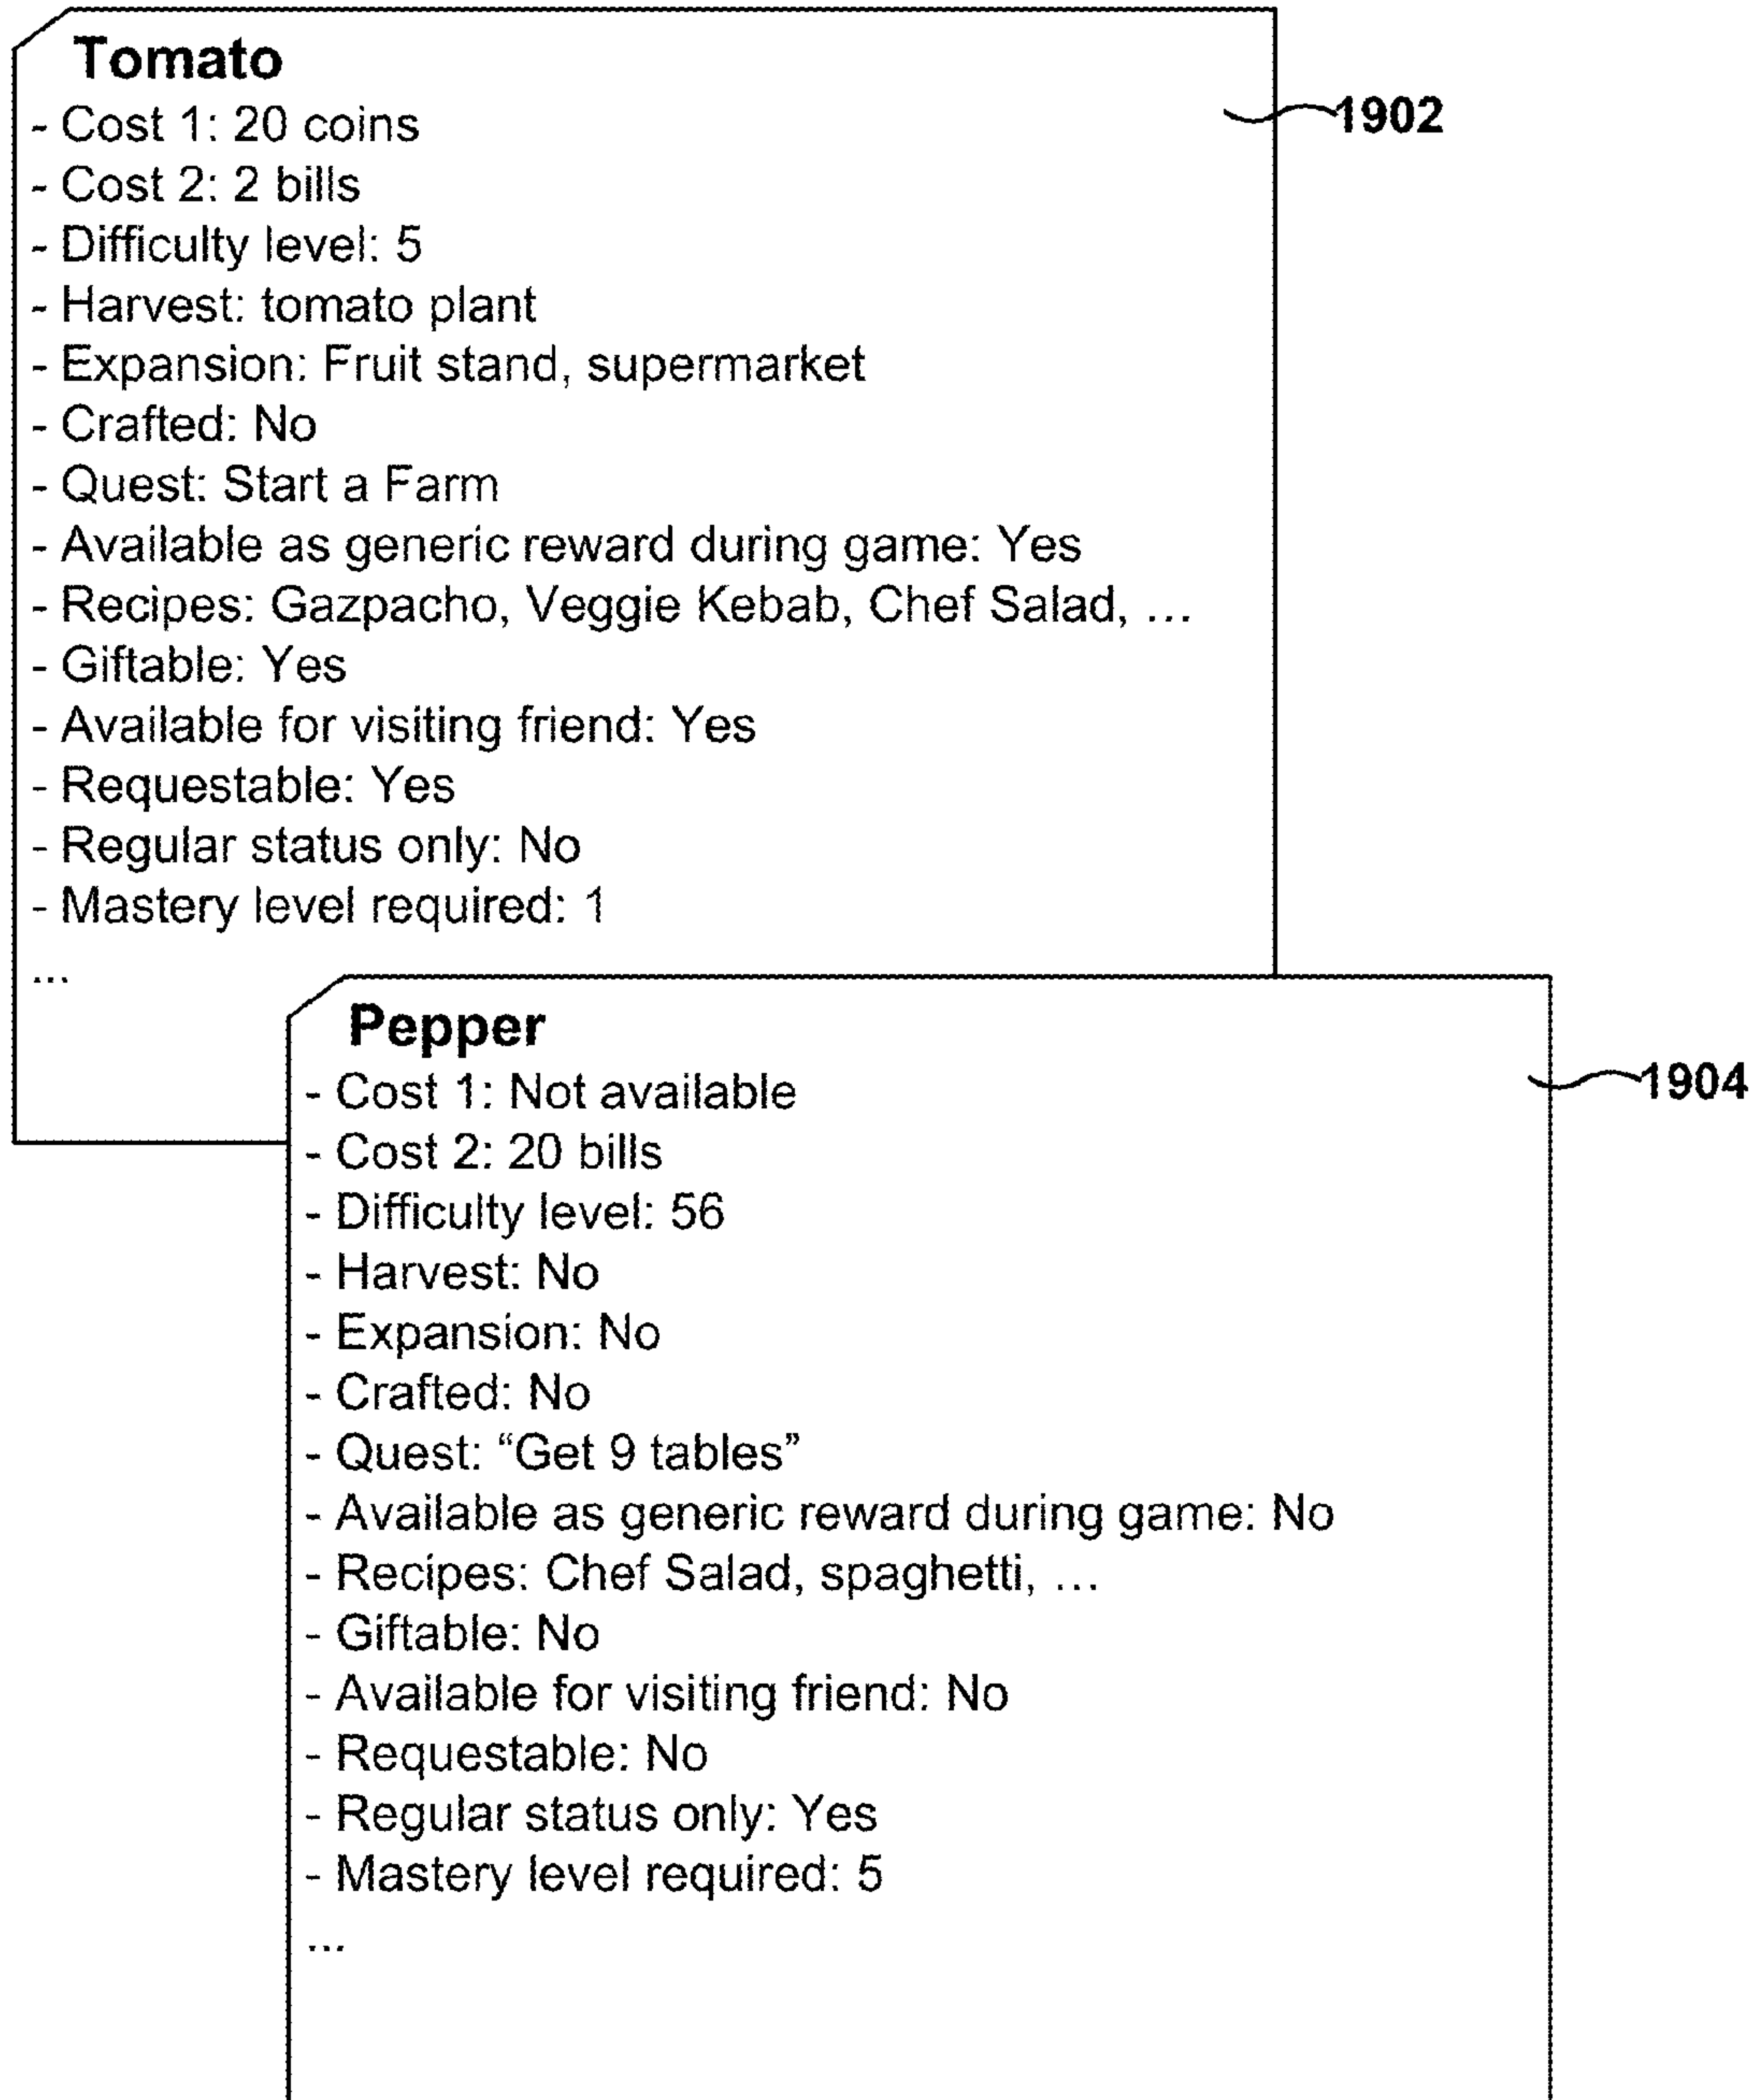 Tomato
- Cost 1: 20 coins
1902
- Cost 2: 2 bills
- Difficulty level: 5
- Harvest: tomato plant
- Expansion: Fruit stand, supermarket
- Crafted: No
- Quest: Start a Farm
- Available as generic reward during game: Yes
- Recipes: Gazpacho, Veggie Kebab, Chef Salad, …
- Giftable: Yes
- Available for visiting friend: Yes
- Requestable: Yes
- Regular status only: No
- Mastery level required: 1
...
Pepper
- Cost 1: Not available
1904
- Cost 2: 20 bills
- Difficulty level: 56
- Harvest: No
- Expansion: No
- Crafted: No
- Quest: “Get 9 tables”
- Available as generic reward during game: No
- Recipes: Chef Salad, spaghetti, …
- Giftable: No
- Available for visiting friend: No
- Requestable: No
- Regular status only: Yes
- Mastery level required: 5
...